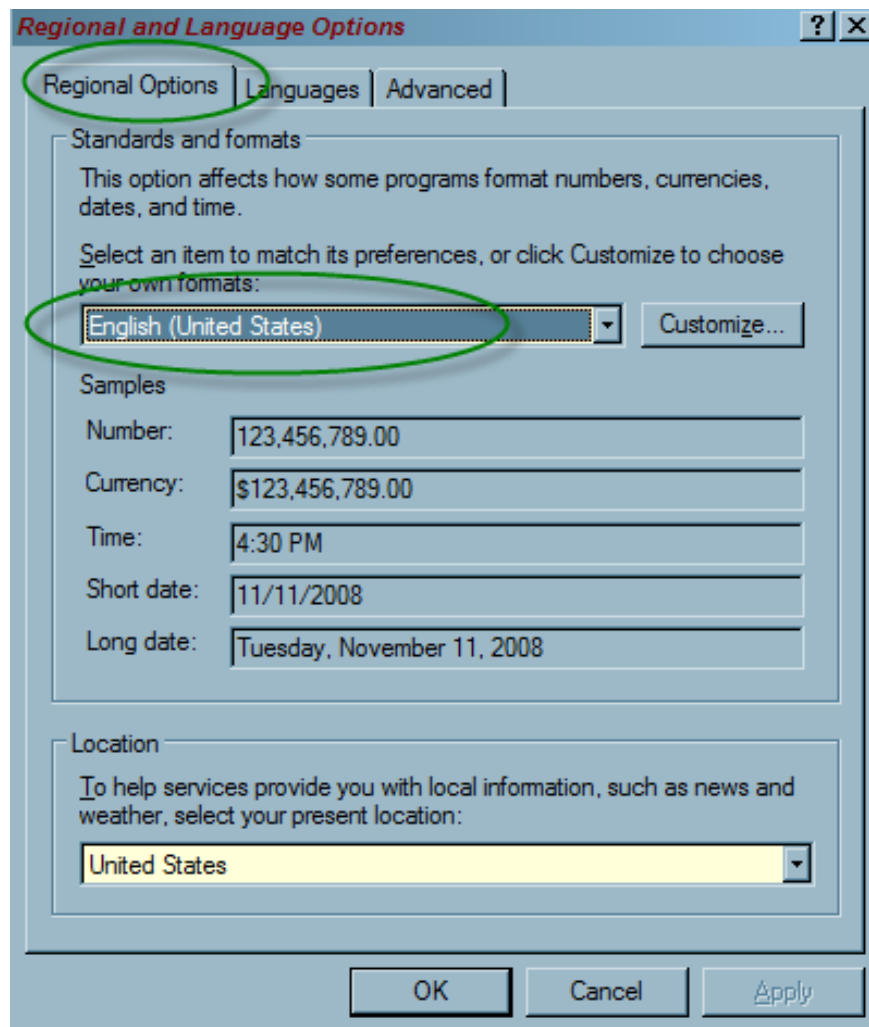 Regional and Language Options
Regional Options Languages Advanced
Standards and formats
This option affects how some programs format numbers, currencies,
dates, and time.
Select an item to match its preferences, or click Customize to choose
your own formats:
English (United States) Customize...
Samples
Number: 123,456,789.00
Currency: $123,456,789.00
Time: 4:30 PM
Short date: 11/11/2008
Long date: Tuesday, November 11, 2008
Location
To help services provide you with local information, such as news and
weather, select your present location:
United States
OK Cancel Apply